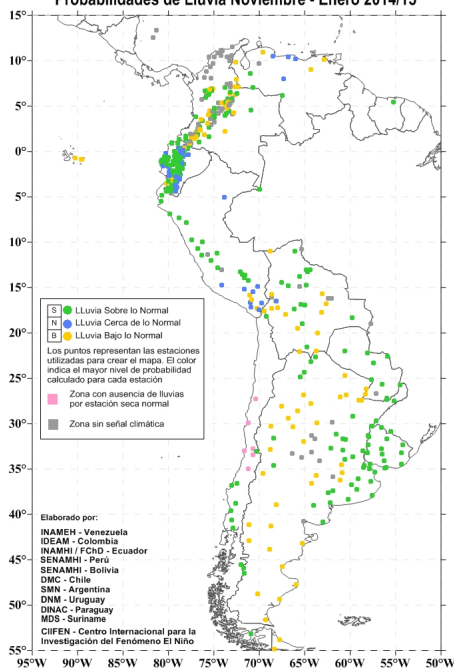 Probabilidades de Lluvia Noviembre - Enero 2014/15
15°
10°
5°
0°
5°
10°
15°
20°
25°
30°
35°
40°
45°
50°
55°
S LLuvia Sobre lo Normal
N LLuvia Cerca de lo Normal
B LLuvia Bajo lo Normal
Los puntos representan las estaciones
utilizadas para crear el mapa. El color
indica el mayor nivel de probabilidad
calculado para cada estación
Zona con ausencia de lluvias
por estación seca normal
Zona sin señal climática
Elaborado por:
INAMEH - Venezuela
IDEAM - Colombia
INAMHI / FChD - Ecuador
SENAMHI - Perú
SENAMHI - Bolivia
DMC - Chile
SMN - Argentina
DNM - Uruguay
DINAC - Paraguay
MDS - Suriname
CIIFEN - Centro Internacional para la
Investigación del Fenómeno El Niño
95°W 90°W 85°W 80°W 75°W 70°W 65°W 60°W 55°W 50°W